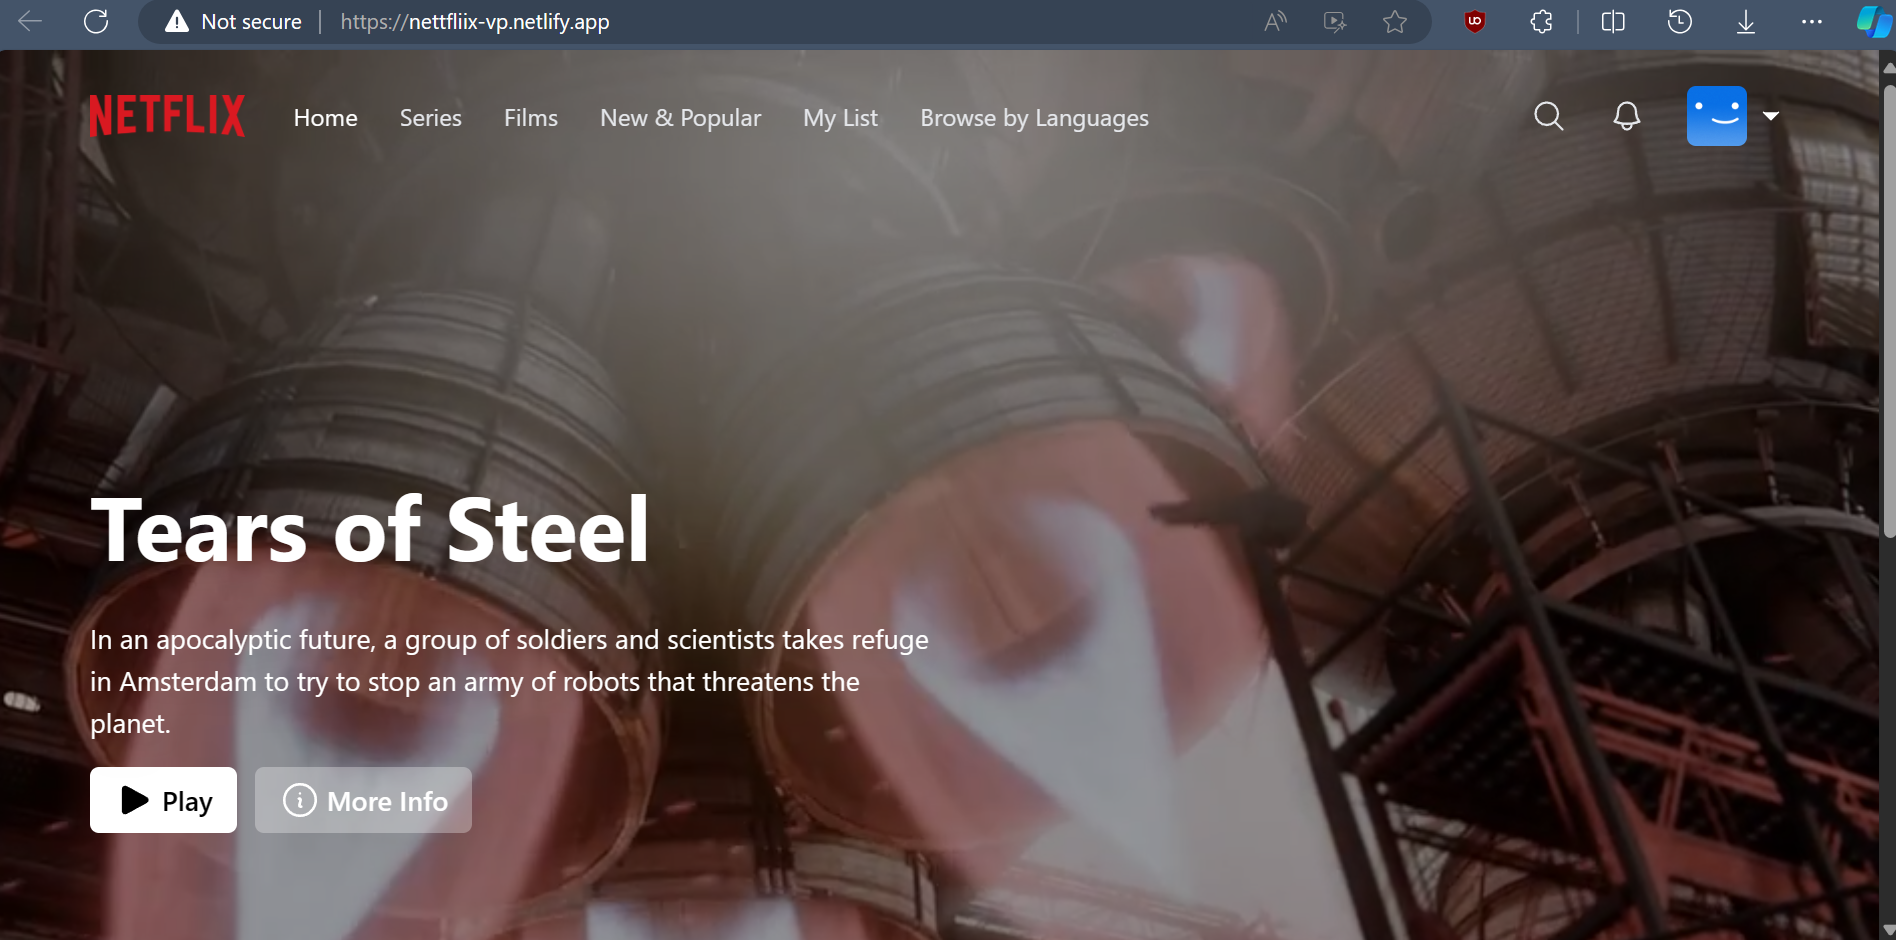 Not secure | https://nettfliix-vp.netlify.app
NETFLIX Home Series Films New & Popular My List Browse by Languages
Tears of Steel
In an apocalyptic future, a group of soldiers and scientists takes refuge
in Amsterdam to try to stop an army of robots that threatens the
planet.
Play More Info